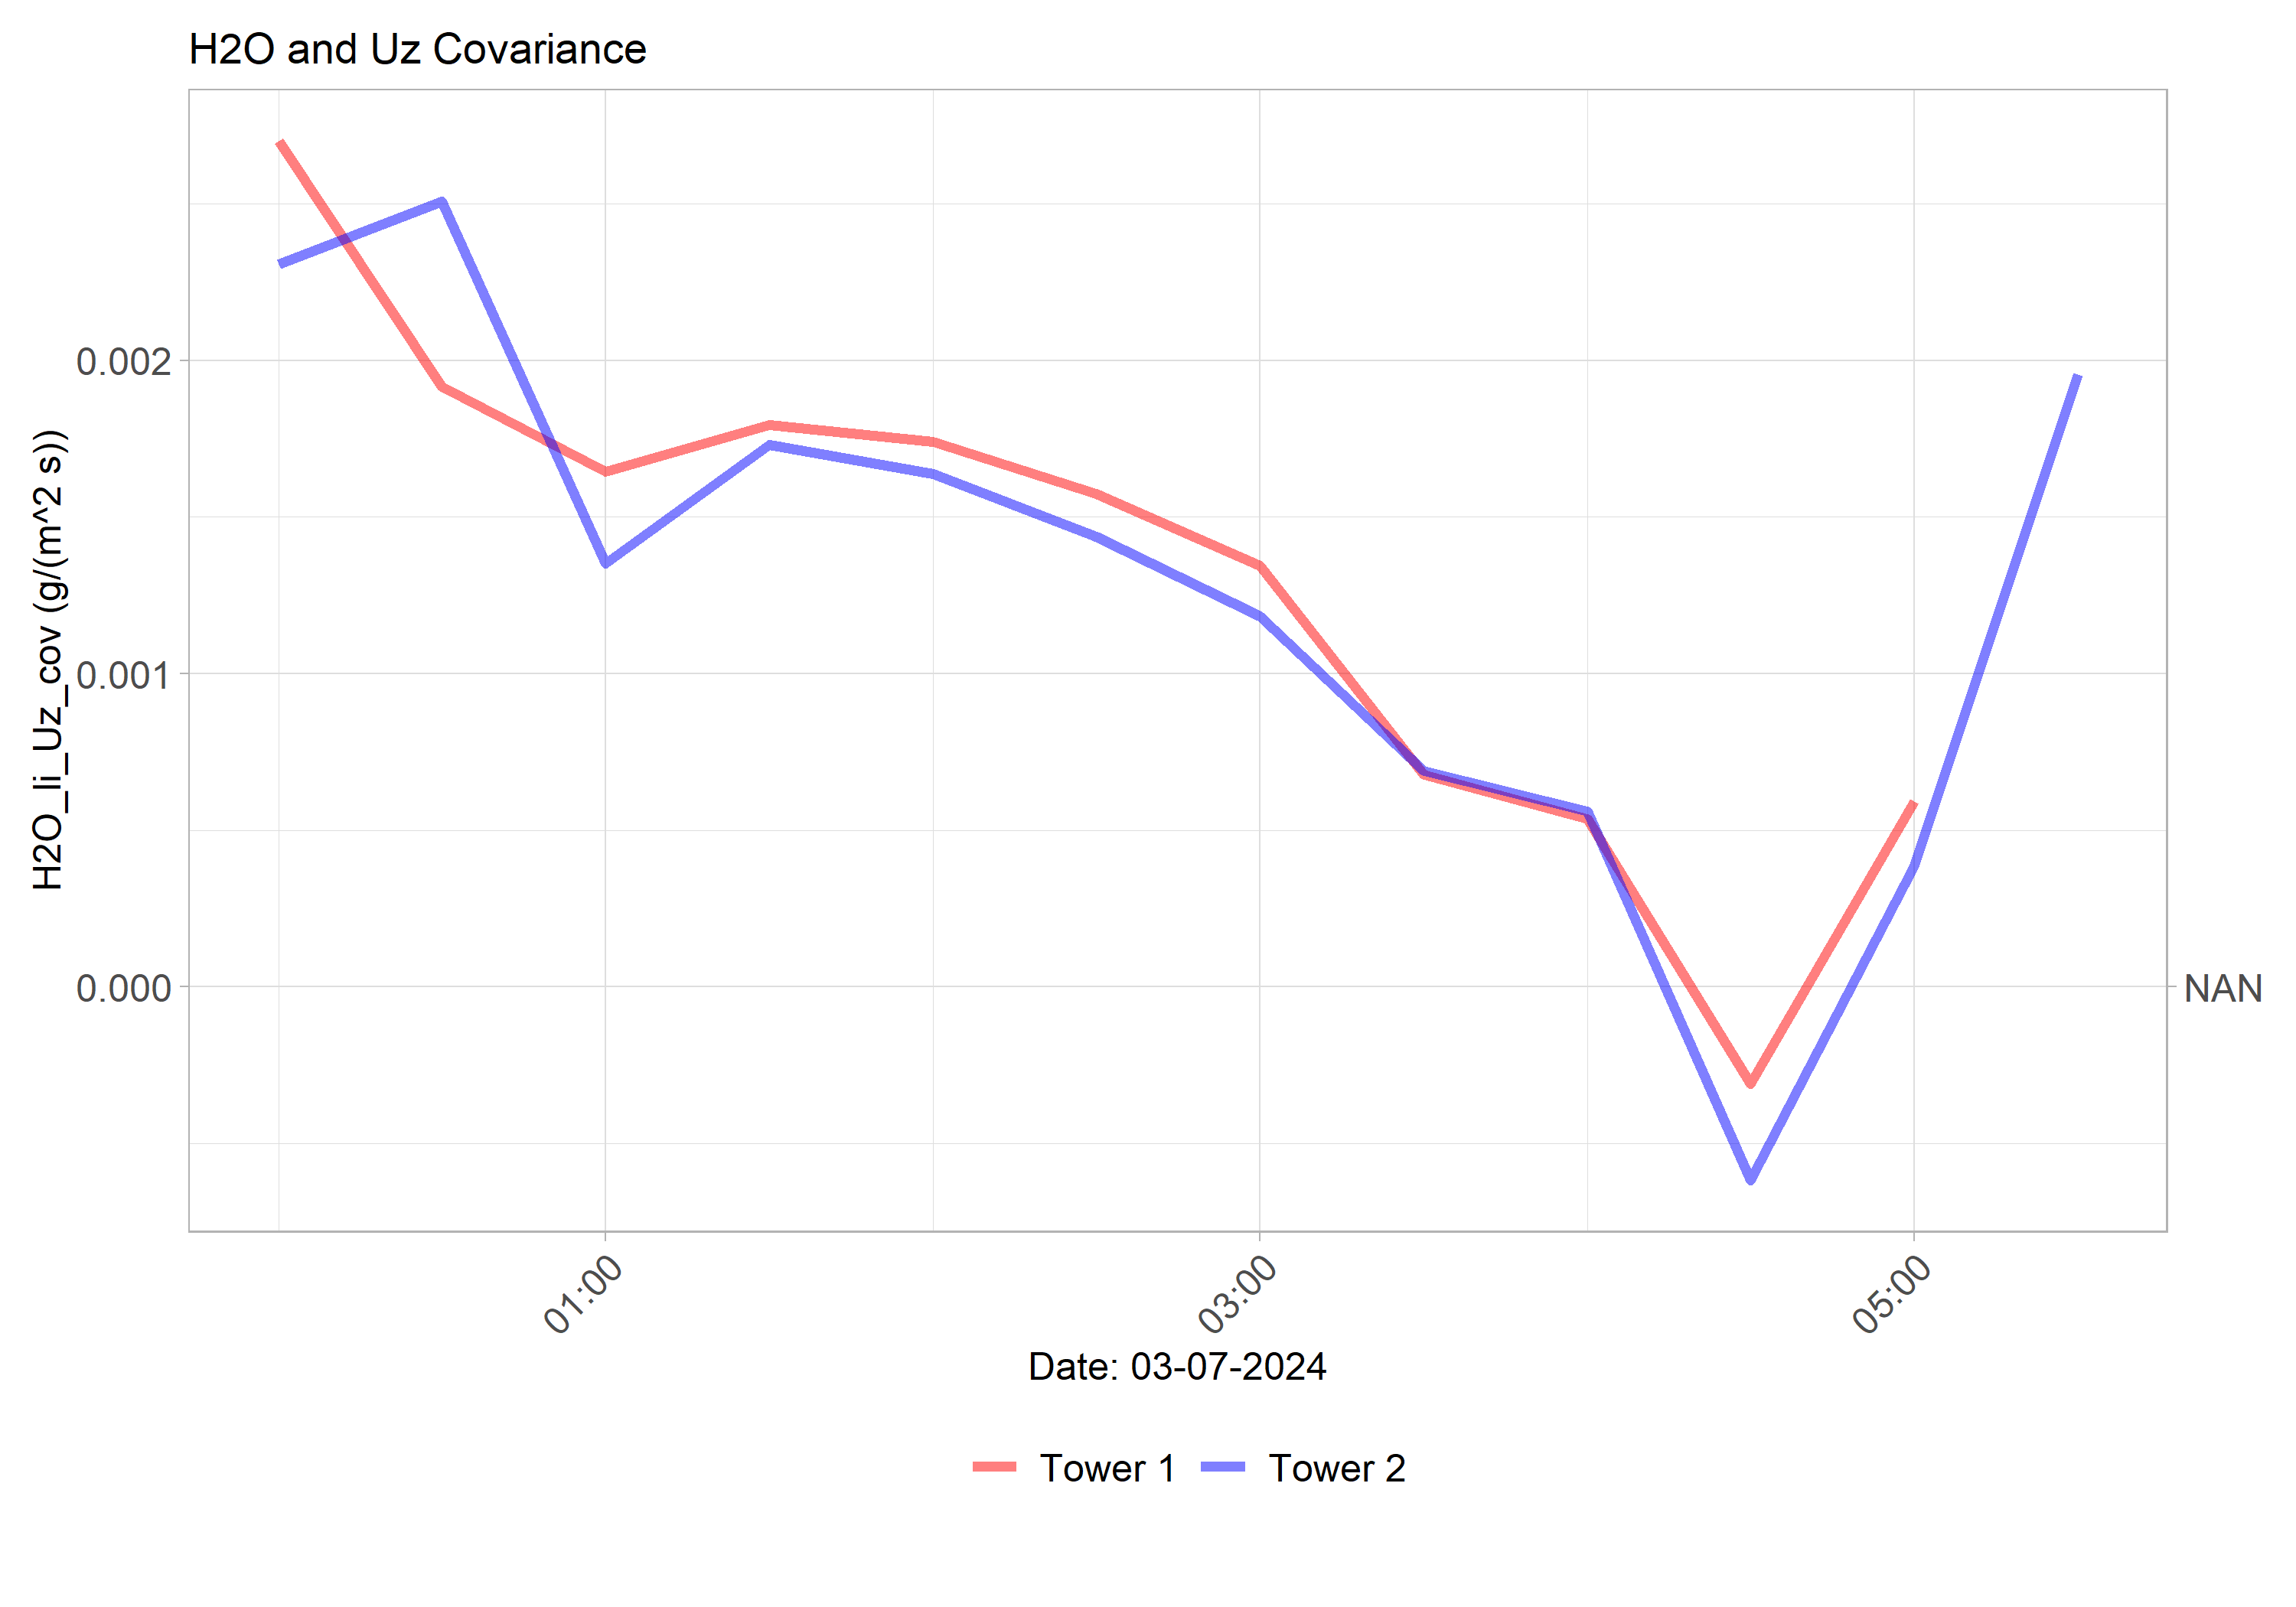 H2O and Uz Covariance
H2O_li_Uz_cov (g/(m^2 s))
0.002
0.001
0.000
NAN
01:00
03:00
05:00
Date: 03-07-2024
Tower 1
Tower 2